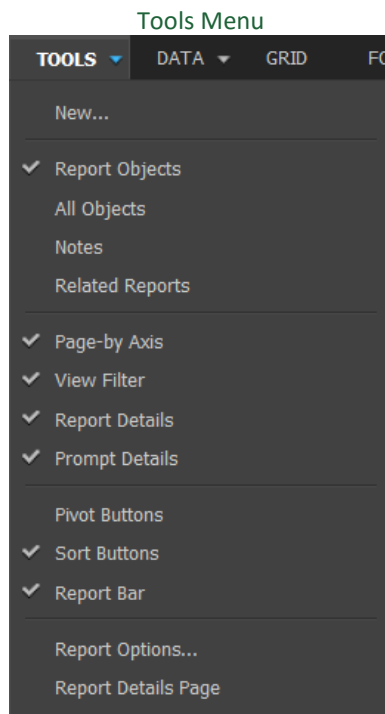 Tools Menu
TOOLS DATA GRID
New...
Report Objects
All Objects
Notes
Related Reports
Page-by Axis
View Filter
Report Details
Prompt Details
Pivot Buttons
Sort Buttons
Report Bar
Report Options...
Report Details Page